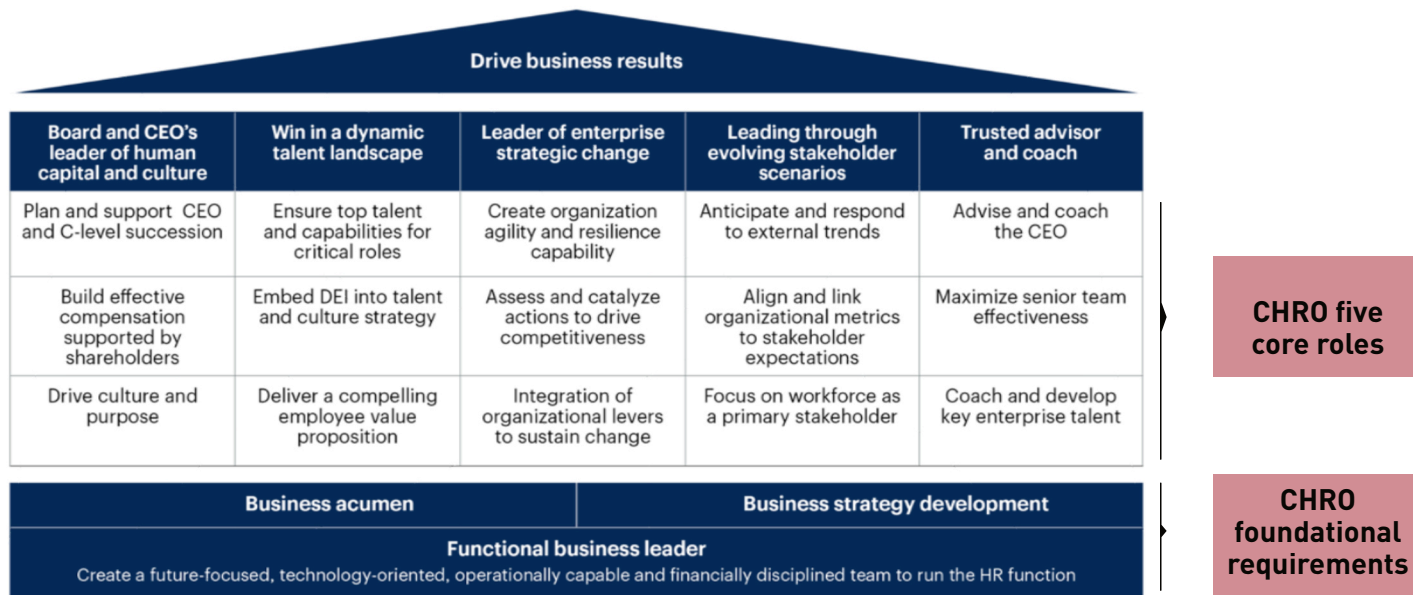 Drive business results
Board and CEO's
leader of human
capital and culture
Win in a dynamic
talent landscape
Leader of enterprise
strategic change
Leading through
evolving stakeholder
scenarios
Trusted advisor
and coach
Plan and support CEO
and C-level succession
Ensure top talent
and capabilities for
critical roles
Create organization
agility and resilience
capability
Anticipate and respond
to external trends
Advise and coach
the CEO
Build effective
compensation
supported by
shareholders
Embed DEI into talent
and culture strategy
Assess and catalyze
actions to drive
competitiveness
Align and link
organizational metrics
to stakeholder
expectations
Maximize senior team
effectiveness
Drive culture and
purpose
Deliver a compelling
employee value
proposition
Integration of
organizational levers
to sustain change
Focus on workforce as
a primary stakeholder
Coach and develop
key enterprise talent
CHRO five
core roles
Business acumen
Business strategy development
Functional business leader
Create a future-focused, technology-oriented, operationally capable and financially disciplined team to run the HR function
CHRO
foundational
requirements